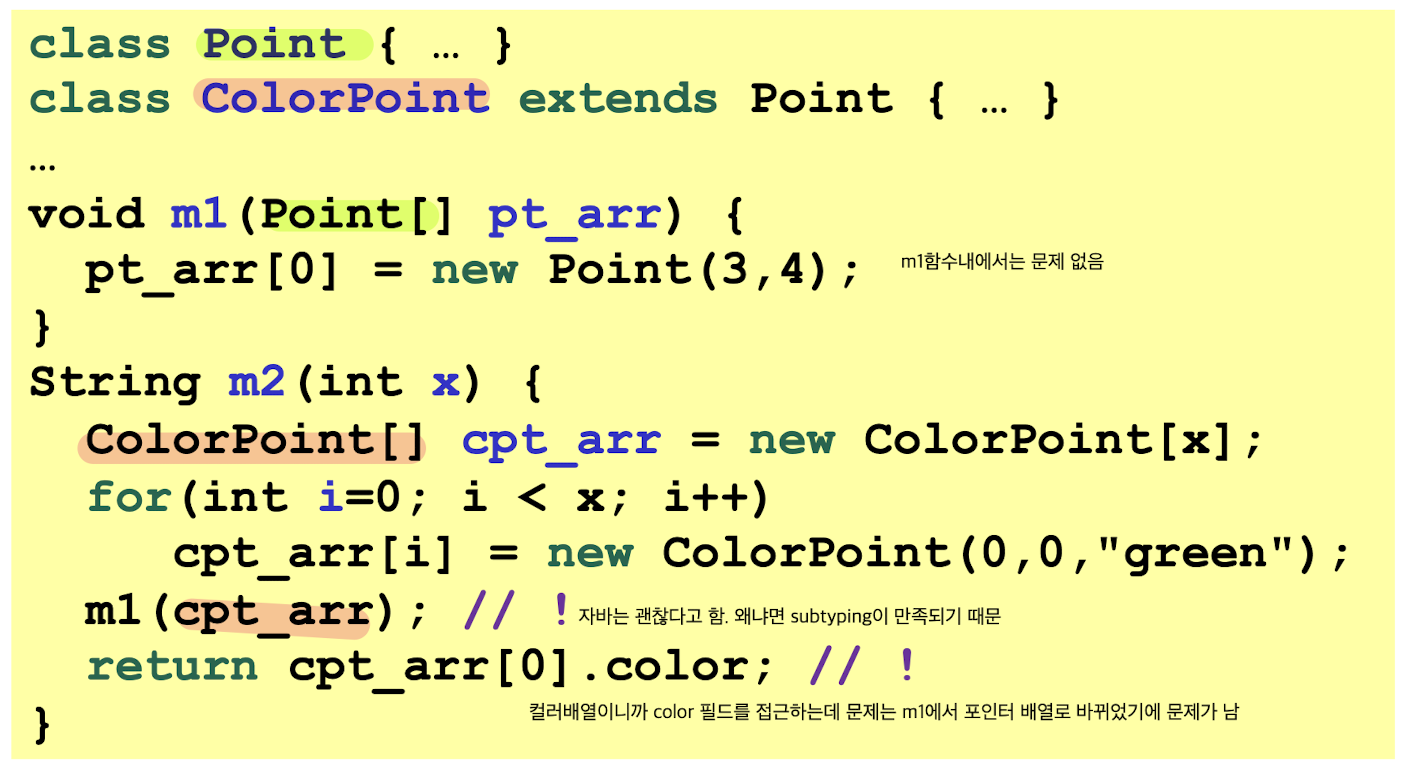 class Point { … }
class ColorPoint extends Point { … }
…
void m1(Point[] pt_arr) {
pt_arr[0] = new Point(3,4); m1함수내에서는 문제 없음
}
String m2(int x) {
ColorPoint[] cpt_arr = new ColorPoint[x];
for(int i=0; i < x; i++)
cpt_arr[i] = new ColorPoint(0,0,"green");
m1(cpt_arr); // ! 자바는 괜찮다고 함. 왜냐면 subtyping이 만족되기 때문
return cpt_arr[0].color; // !
컬러배열이니까 color 필드를 접근하는데 문제는 m1에서 포인터 배열로 바뀌었기에 문제가 남
}